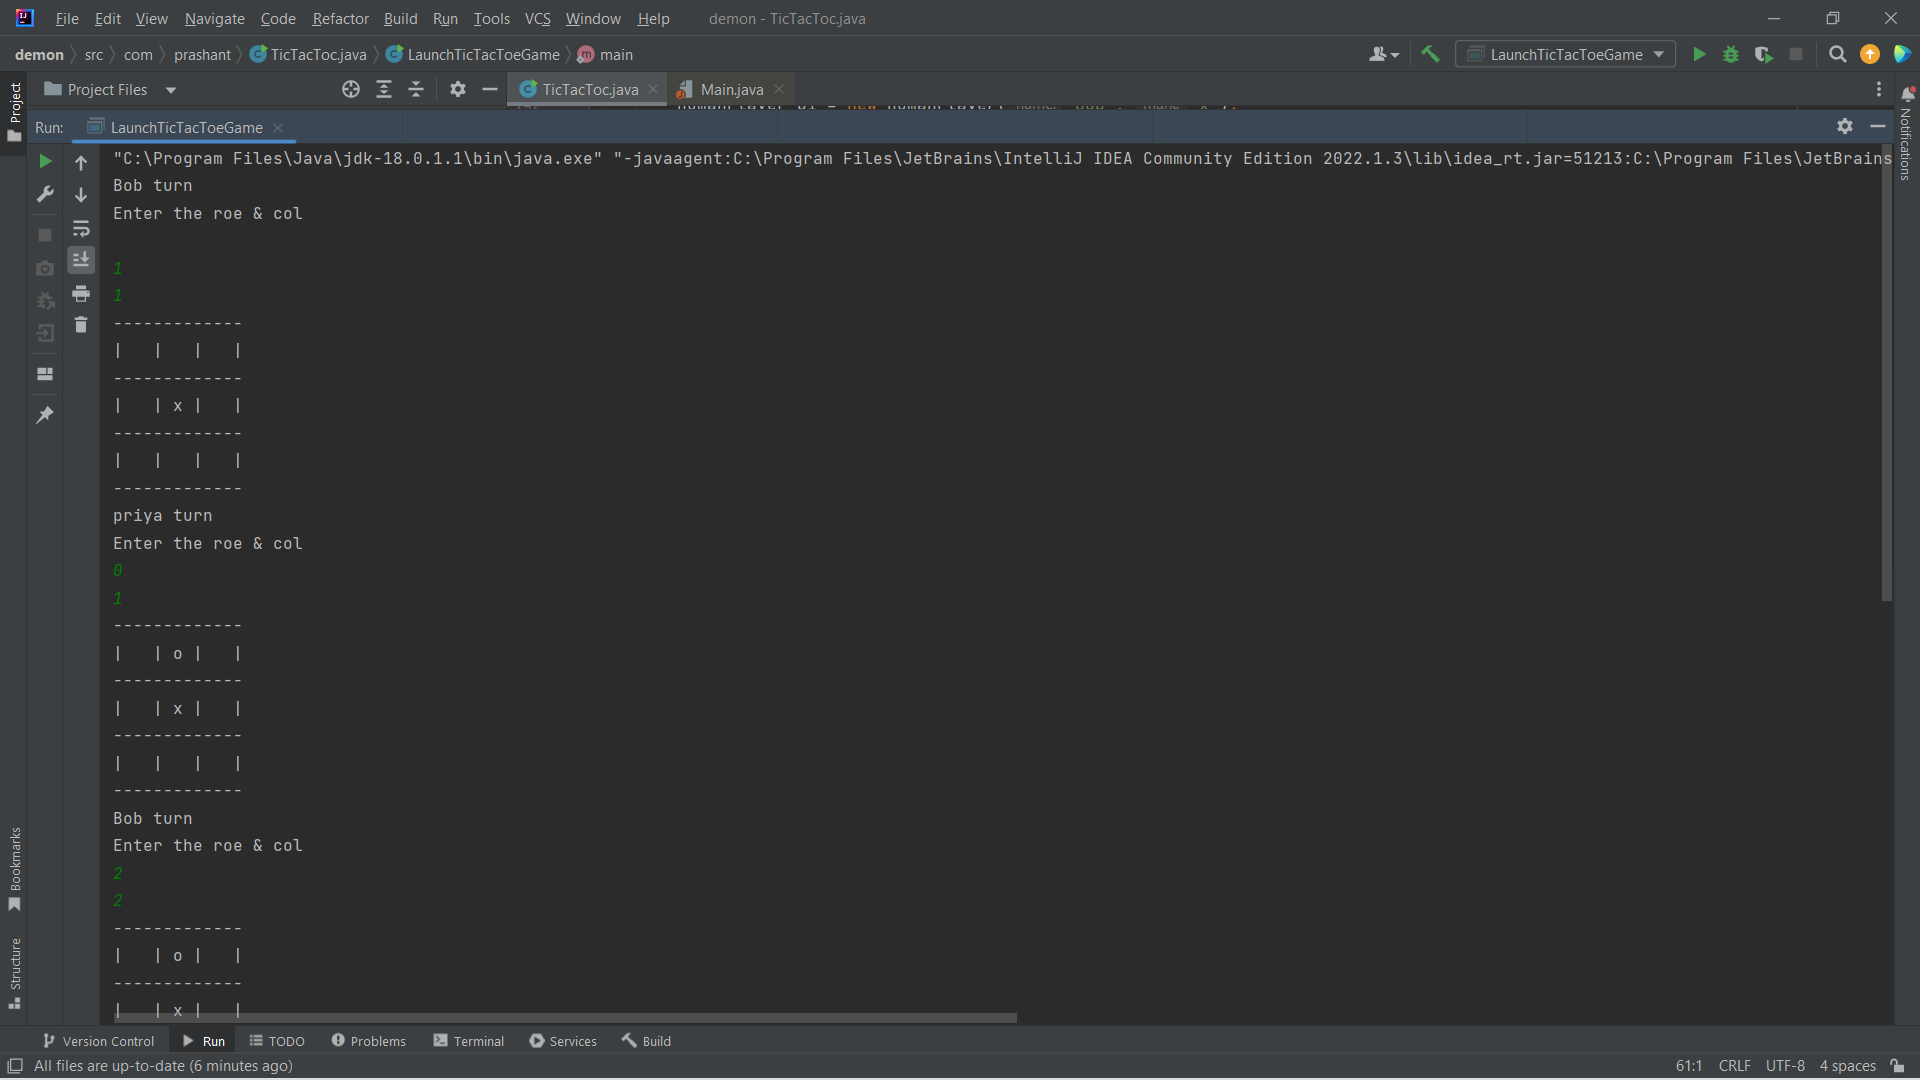 File Edit View Navigate Code Refactor Build Run Tools VCS Window Help demon - TicTacToc.java
demon src com prashant TicTacToc.java LaunchTicTacToeGame main LaunchTicTacToeGame
Project Project Files TicTacToc.java Main.java
Run: LaunchTicTacToeGame
Notifications
"C:\Program Files\Java\jdk-18.0.1.1\bin\java.exe" "-javaagent:C:\Program Files\JetBrains\IntelliJ IDEA Community Edition 2022.1.3\lib\idea_rt.jar=51213:C:\Program Files\JetBrains
Bob turn
Enter the roe & col
1
1
-------------
|   |   |   |
-------------
|   | x |   |
-------------
|   |   |   |
-------------
priya turn
Enter the roe & col
0
1
-------------
|   | o |   |
-------------
|   | x |   |
-------------
|   |   |   |
-------------
Bob turn
Enter the roe & col
2
2
-------------
|   | o |   |
-------------
|   | x |   |
Bookmarks
Structure
Version Control Run TODO Problems Terminal Services Build
All files are up-to-date (6 minutes ago) 61:1 CRLF UTF-8 4 spaces